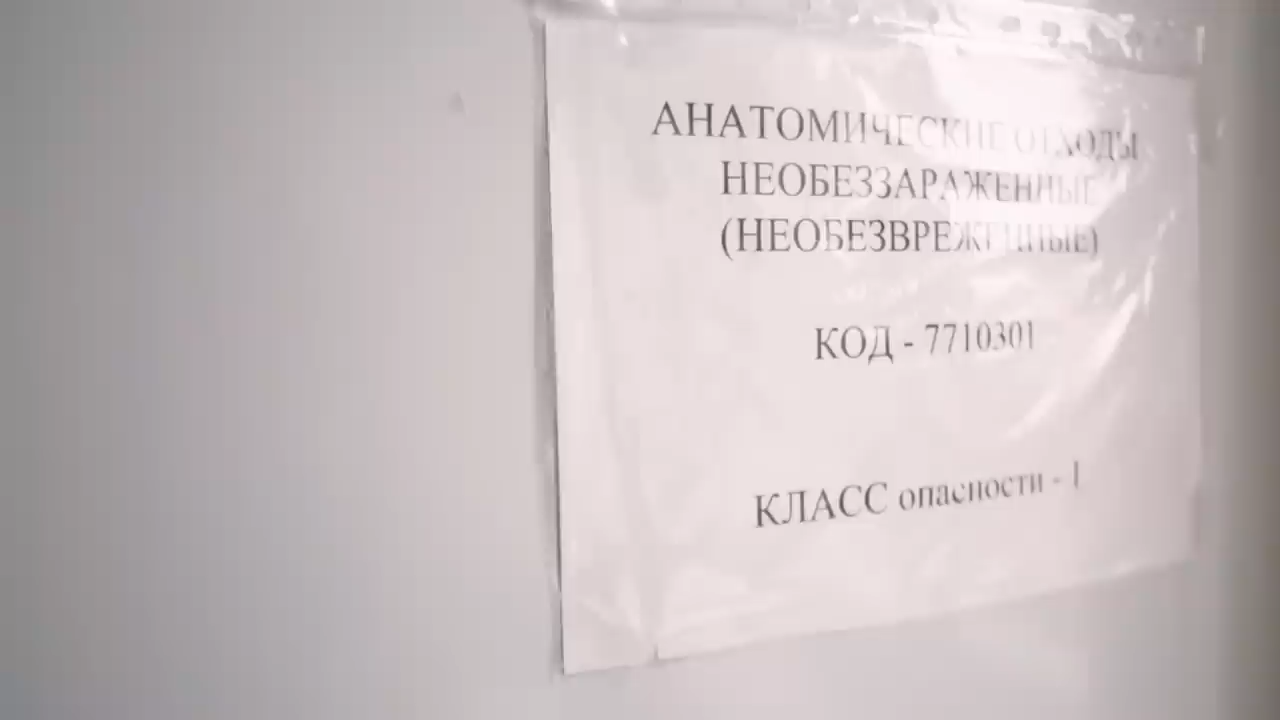 АНАТОМИЧЕСКИЕ ОТХОДЫ
НЕОБЕЗЗАРАЖЕННЫЕ
(НЕОБЕЗВРЕЖЕННЫЕ)
КОД - 7710301
КЛАСС опасности - 1